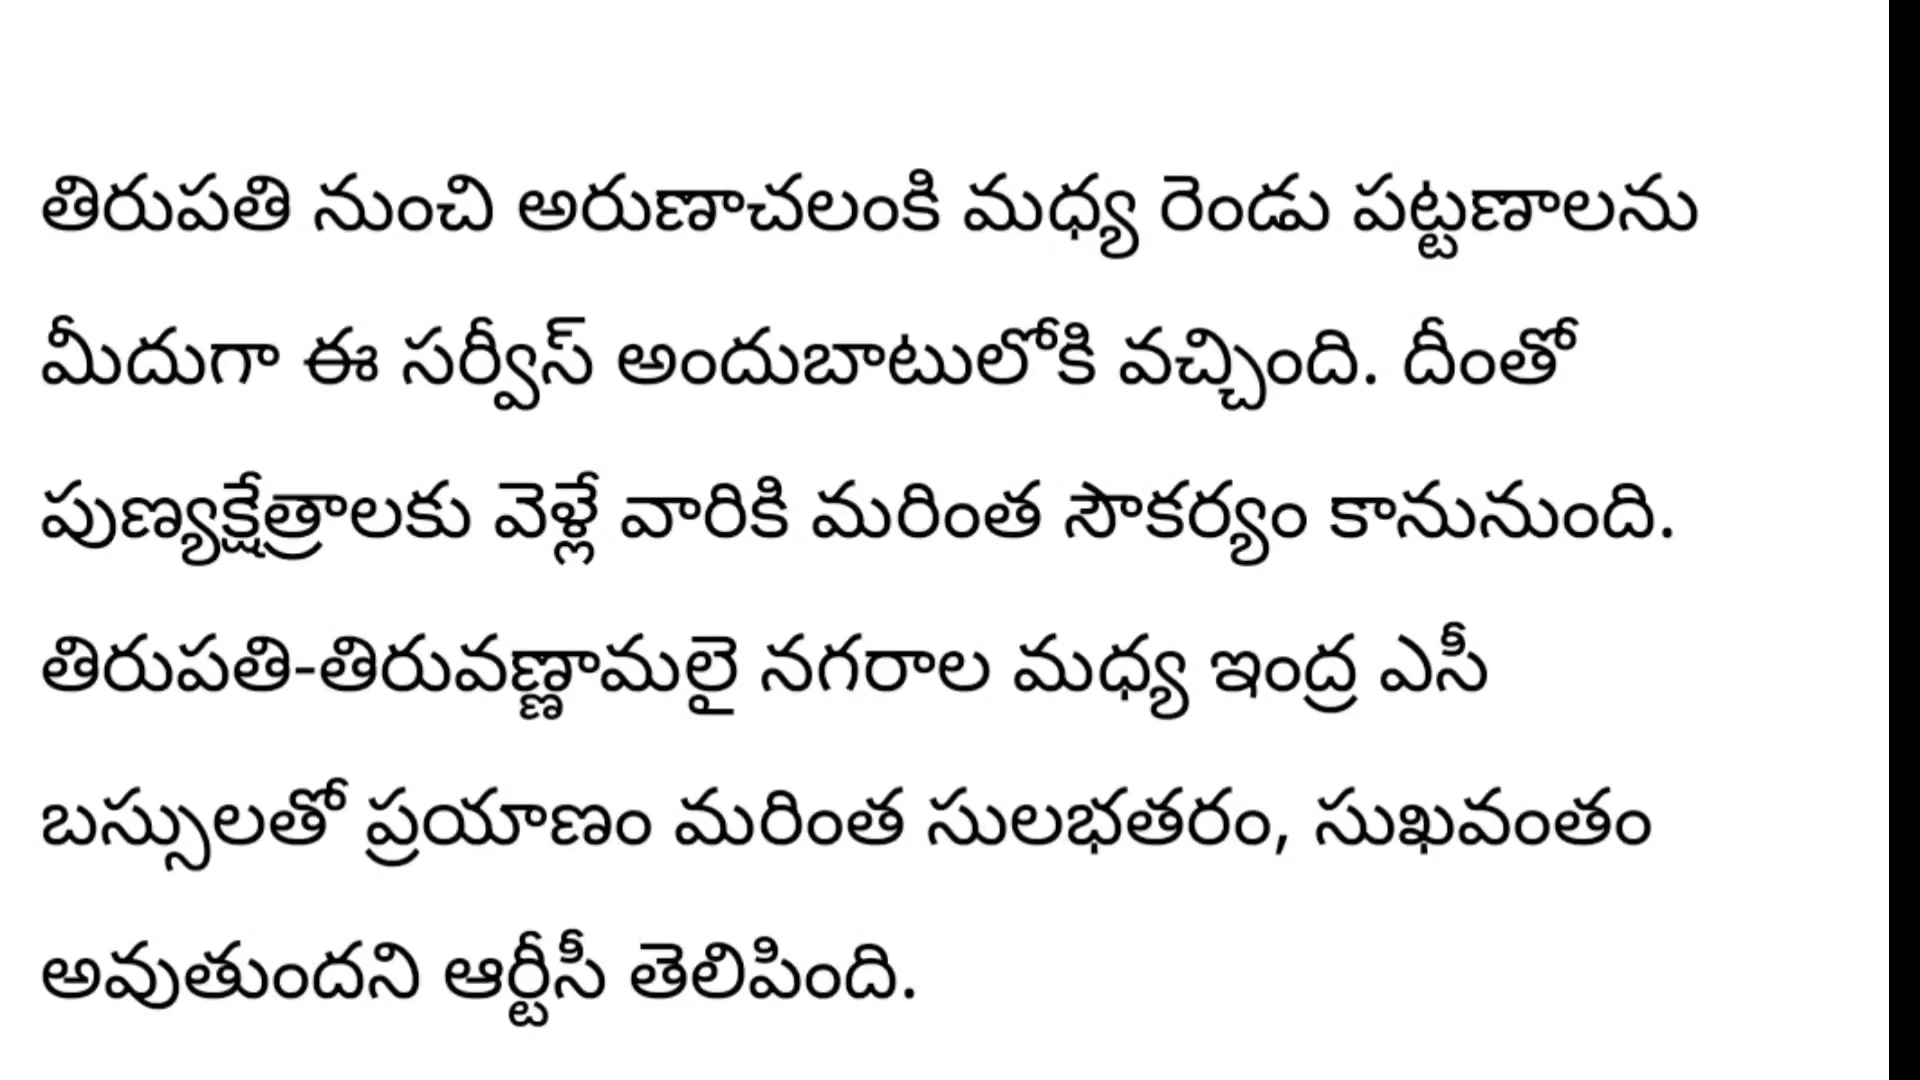 తిరుపతి నుంచి అరుణాచలంకి మధ్య రెండు పట్టణాలను
మీదుగా ఈ సర్వీస్ అందుబాటులోకి వచ్చింది. దీంతో
పుణ్యక్షేత్రాలకు వెళ్లే వారికి మరింత సౌకర్యం కానునుంది.
తిరుపతి-తిరువణ్ణామలై నగరాల మధ్య ఇంద్ర ఎసీ
బస్సులతో ప్రయాణం మరింత సులభతరం, సుఖవంతం
అవుతుందని ఆర్టీసీ తెలిపింది.